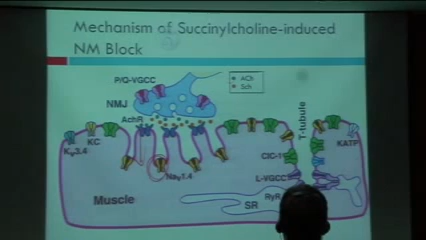 Mechanism of Succinylcholine-induced
NM Block
P/Q-VGCC
ACh
Sch
NMJ
AchR
T-tubule
KC
Kv3.4
Nav1.4
ClC-1
KATP
L-VGCC
Muscle
RyR
SR